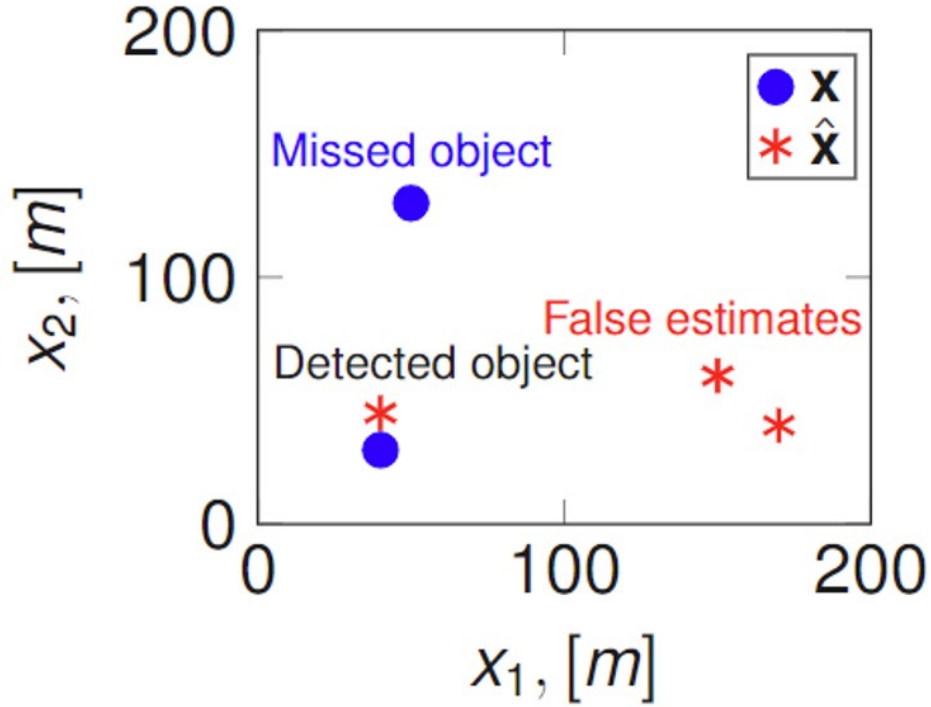 200
x
x̂
Missed object
x₂, [m]
100
False estimates
Detected object
0
0 100 200
x₁, [m]